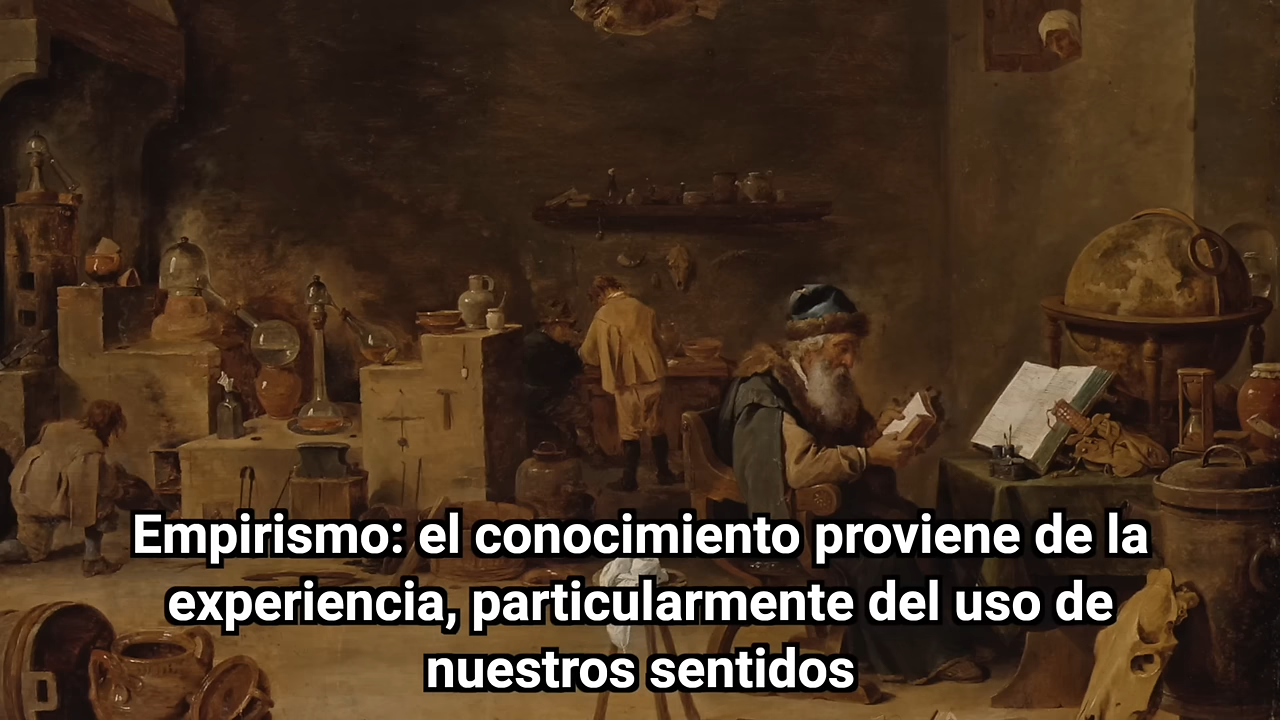 Empirismo: el conocimiento proviene de la
experiencia, particularmente del uso de
nuestros sentidos